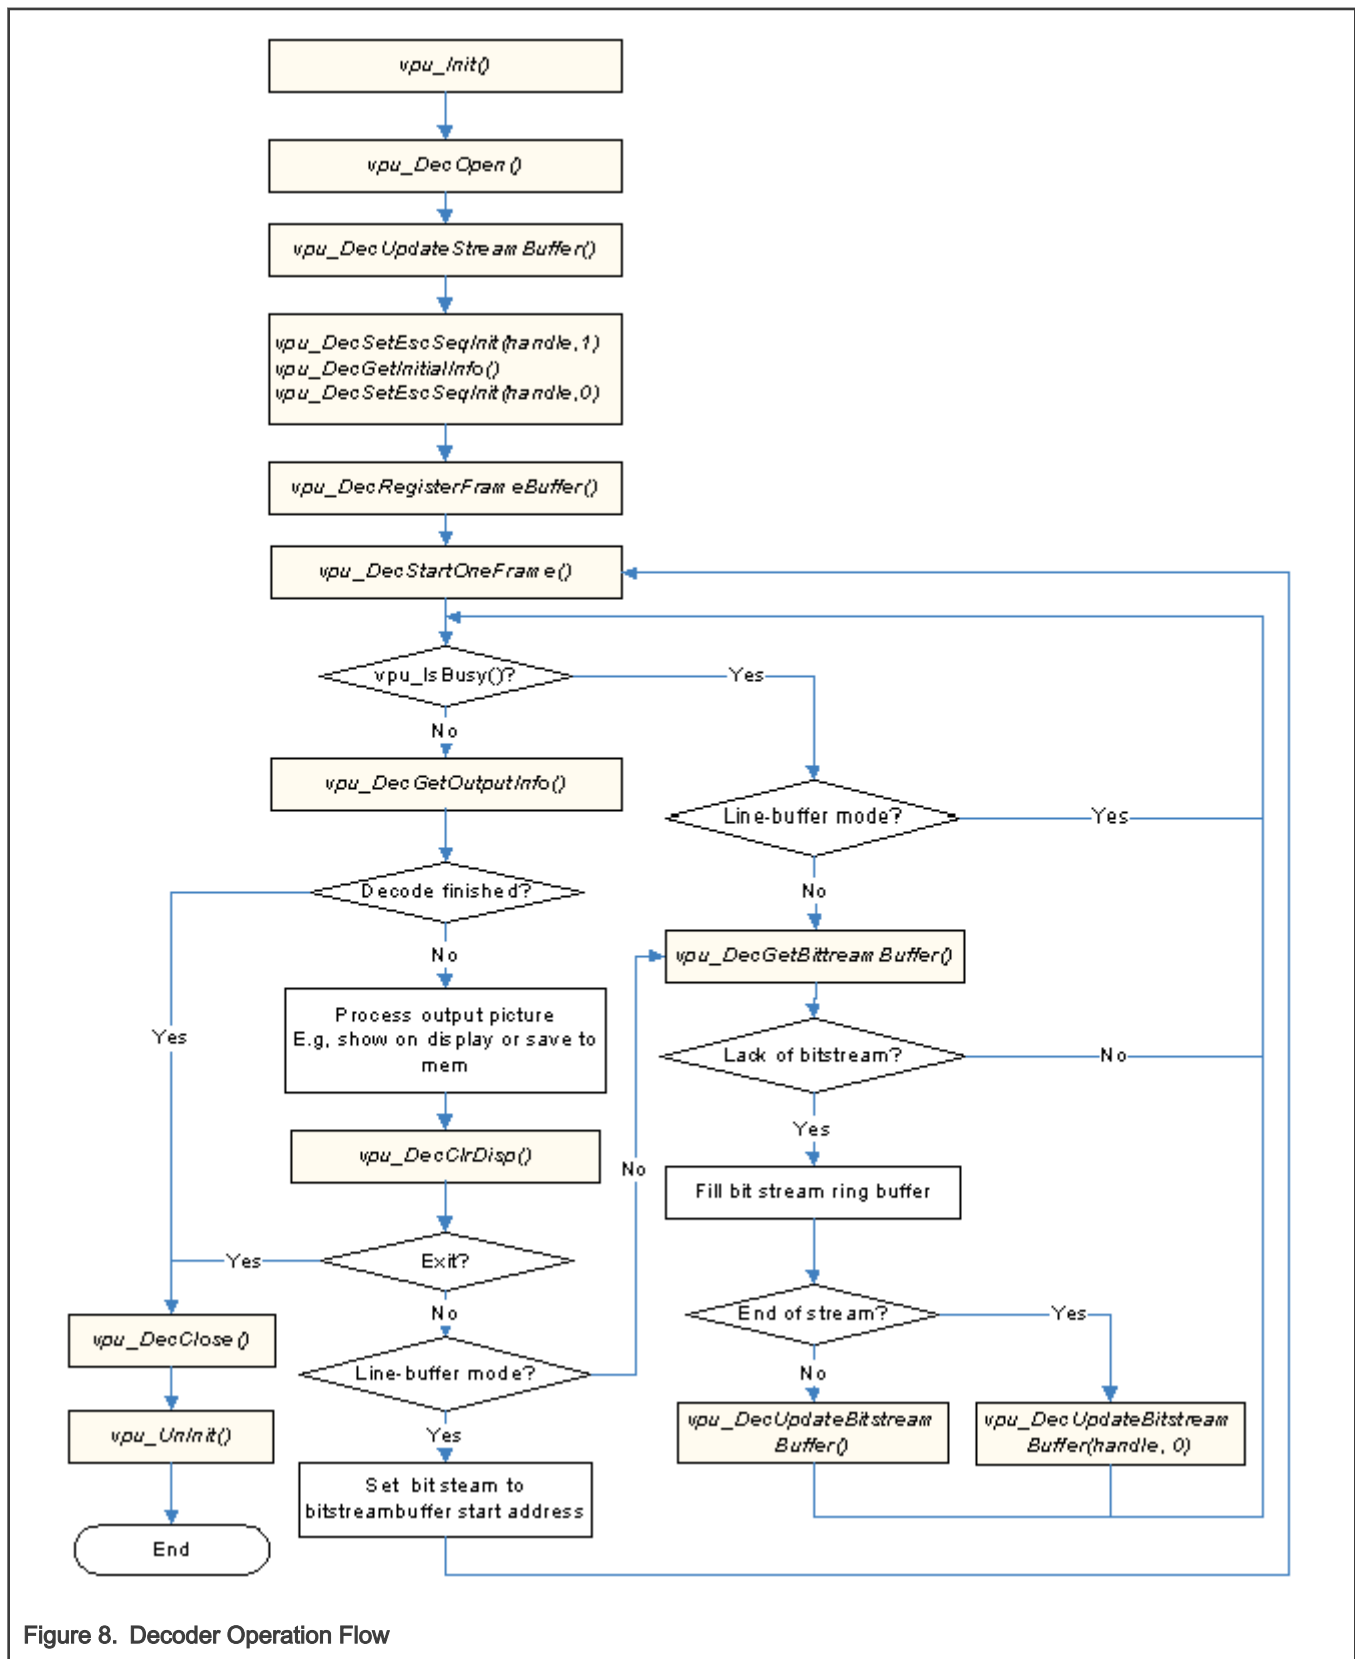 vpu_Init()
vpu_DecOpen()
vpu_DecUpdateStreamBuffer()
vpu_DecSetEscSeqInit(handle,1)
vpu_DecGetInitialInfo()
vpu_DecSetEscSeqInit(handle,0)
vpu_DecRegisterFrameBuffer()
vpu_DecStartOneFrame()
vpu_IsBusy()?
Yes
No
vpu_DecGetOutputInfo()
Line-buffer mode?
Yes
No
Decode finished?
Yes
No
vpu_DecGetBittreamBuffer()
Process output picture
E.g, show on display or save to
mem
Lack of bitstream?
No
Yes
vpu_DecClrDisp()
No
Fill bit stream ring buffer
Exit?
Yes
No
End of stream?
Yes
No
vpu_DecClose()
Line-buffer mode?
Yes
vpu_DecUpdateBitstream
Buffer()
vpu_DecUpdateBitstream
Buffer(handle, 0)
vpu_UnInit()
Set bit steam to
bitstreambuffer start address
End
Figure 8. Decoder Operation Flow